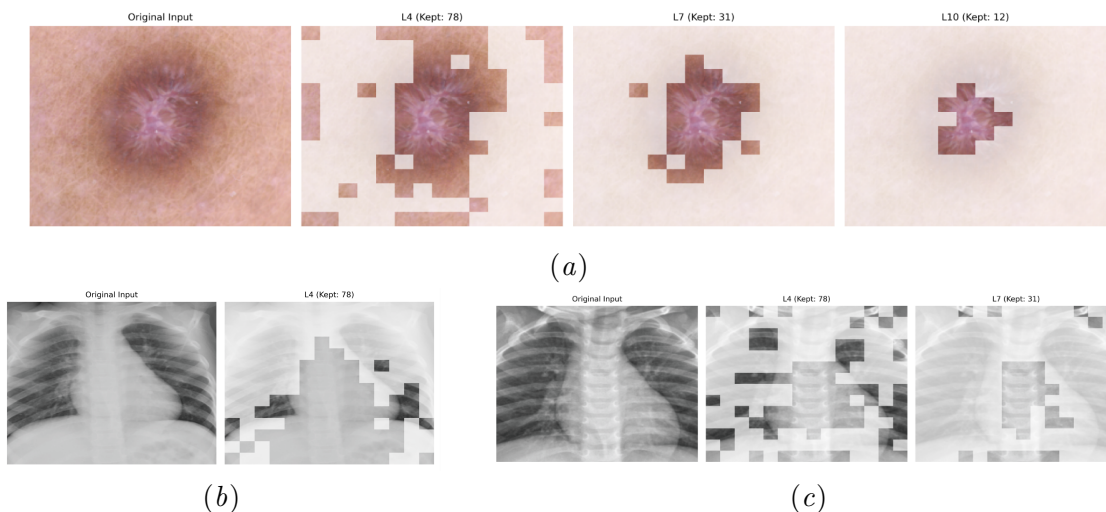 Original Input L4 (Kept: 78) L7 (Kept: 31) L10 (Kept: 12)
(a)
Original Input L4 (Kept: 78)
(b)
Original Input L4 (Kept: 78) L7 (Kept: 31)
(c)